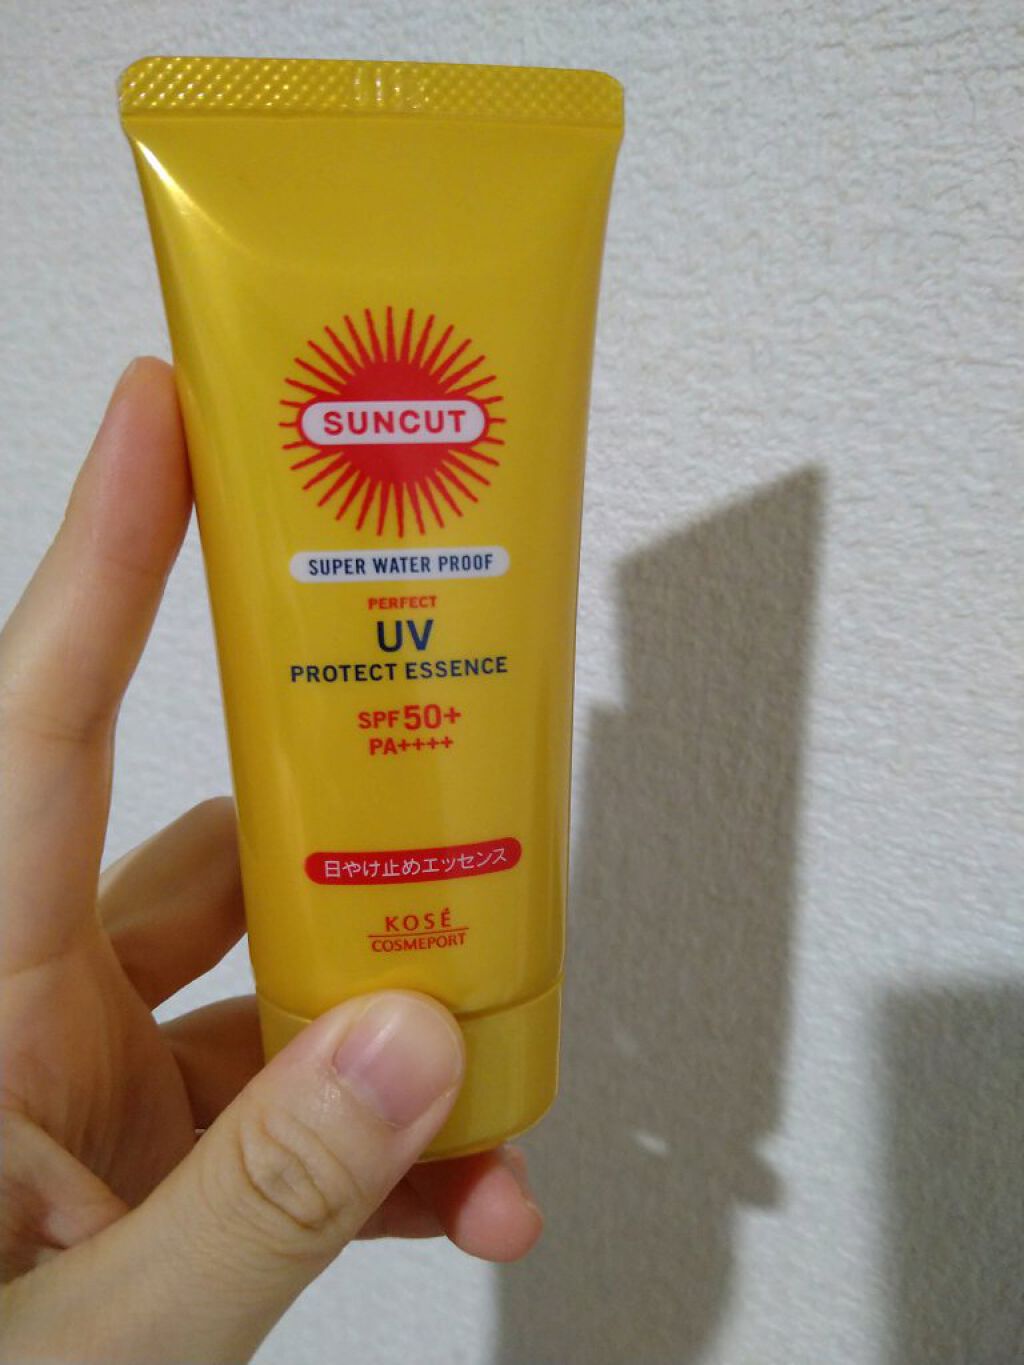 SUNCUT
SUPER WATER PROOF
PERFECT
UV
PROTECT ESSENCE
SPF50+
PA++++
日やけ止めエッセンス
KOSÉ
COSMEPORT